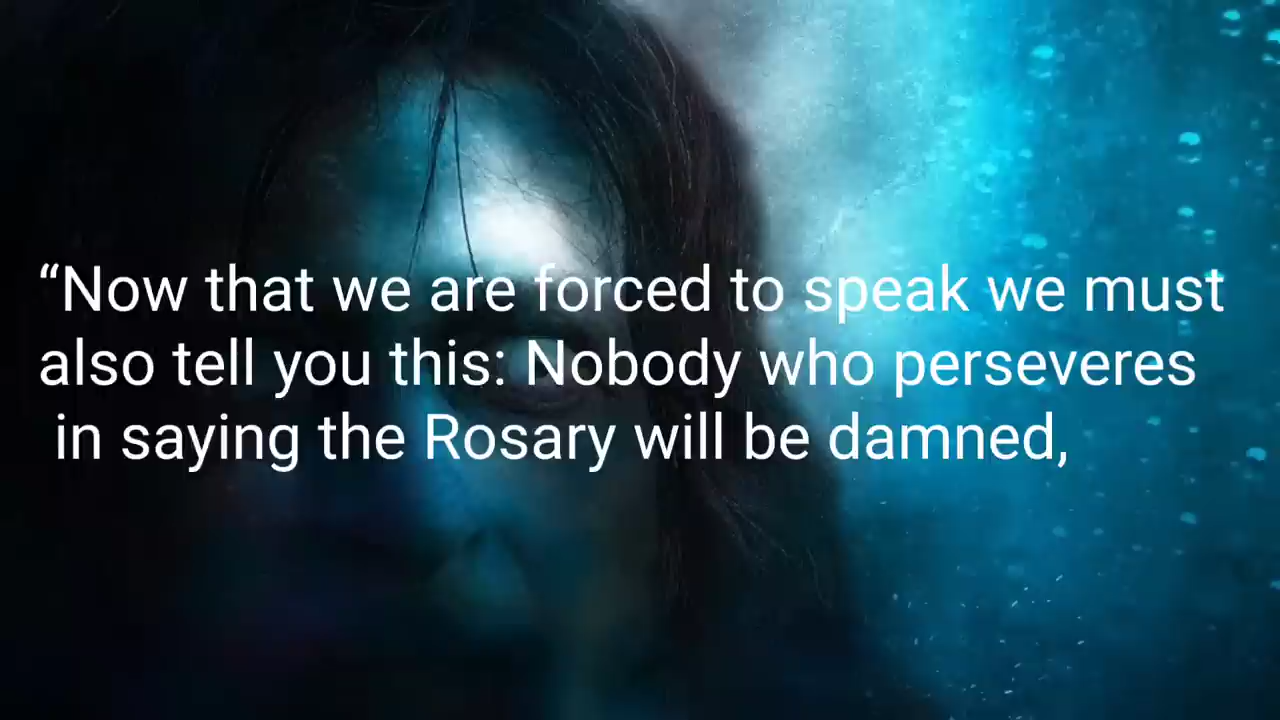 “Now that we are forced to speak we must
also tell you this: Nobody who perseveres
in saying the Rosary will be damned,